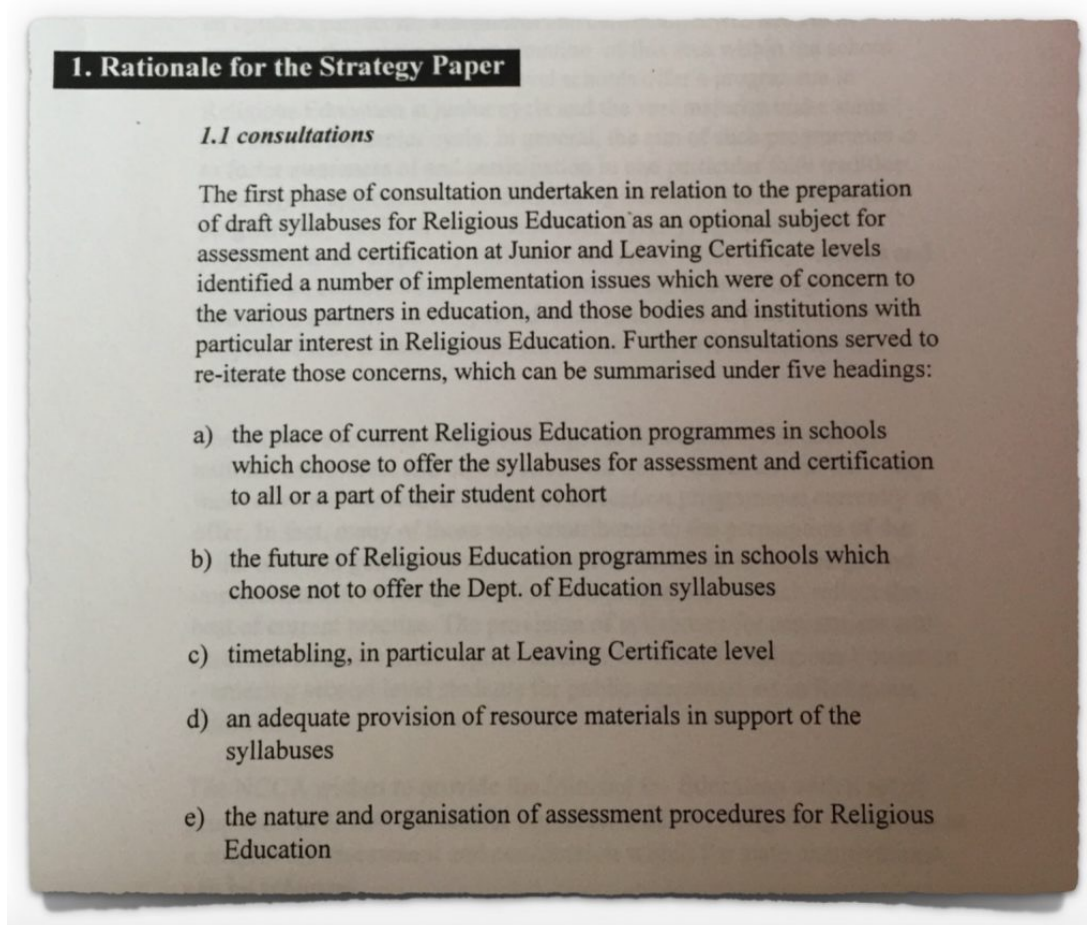 1. Rationale for the Strategy Paper
1.1 consultations
The first phase of consultation undertaken in relation to the preparation
of draft syllabuses for Religious Education as an optional subject for
assessment and certification at Junior and Leaving Certificate levels
identified a number of implementation issues which were of concern to
the various partners in education, and those bodies and institutions with
particular interest in Religious Education. Further consultations served to
re-iterate those concerns, which can be summarised under five headings:
a) the place of current Religious Education programmes in schools
which choose to offer the syllabuses for assessment and certification
to all or a part of their student cohort
b) the future of Religious Education programmes in schools which
choose not to offer the Dept. of Education syllabuses
c) timetabling, in particular at Leaving Certificate level
d) an adequate provision of resource materials in support of the
syllabuses
e) the nature and organisation of assessment procedures for Religious
Education